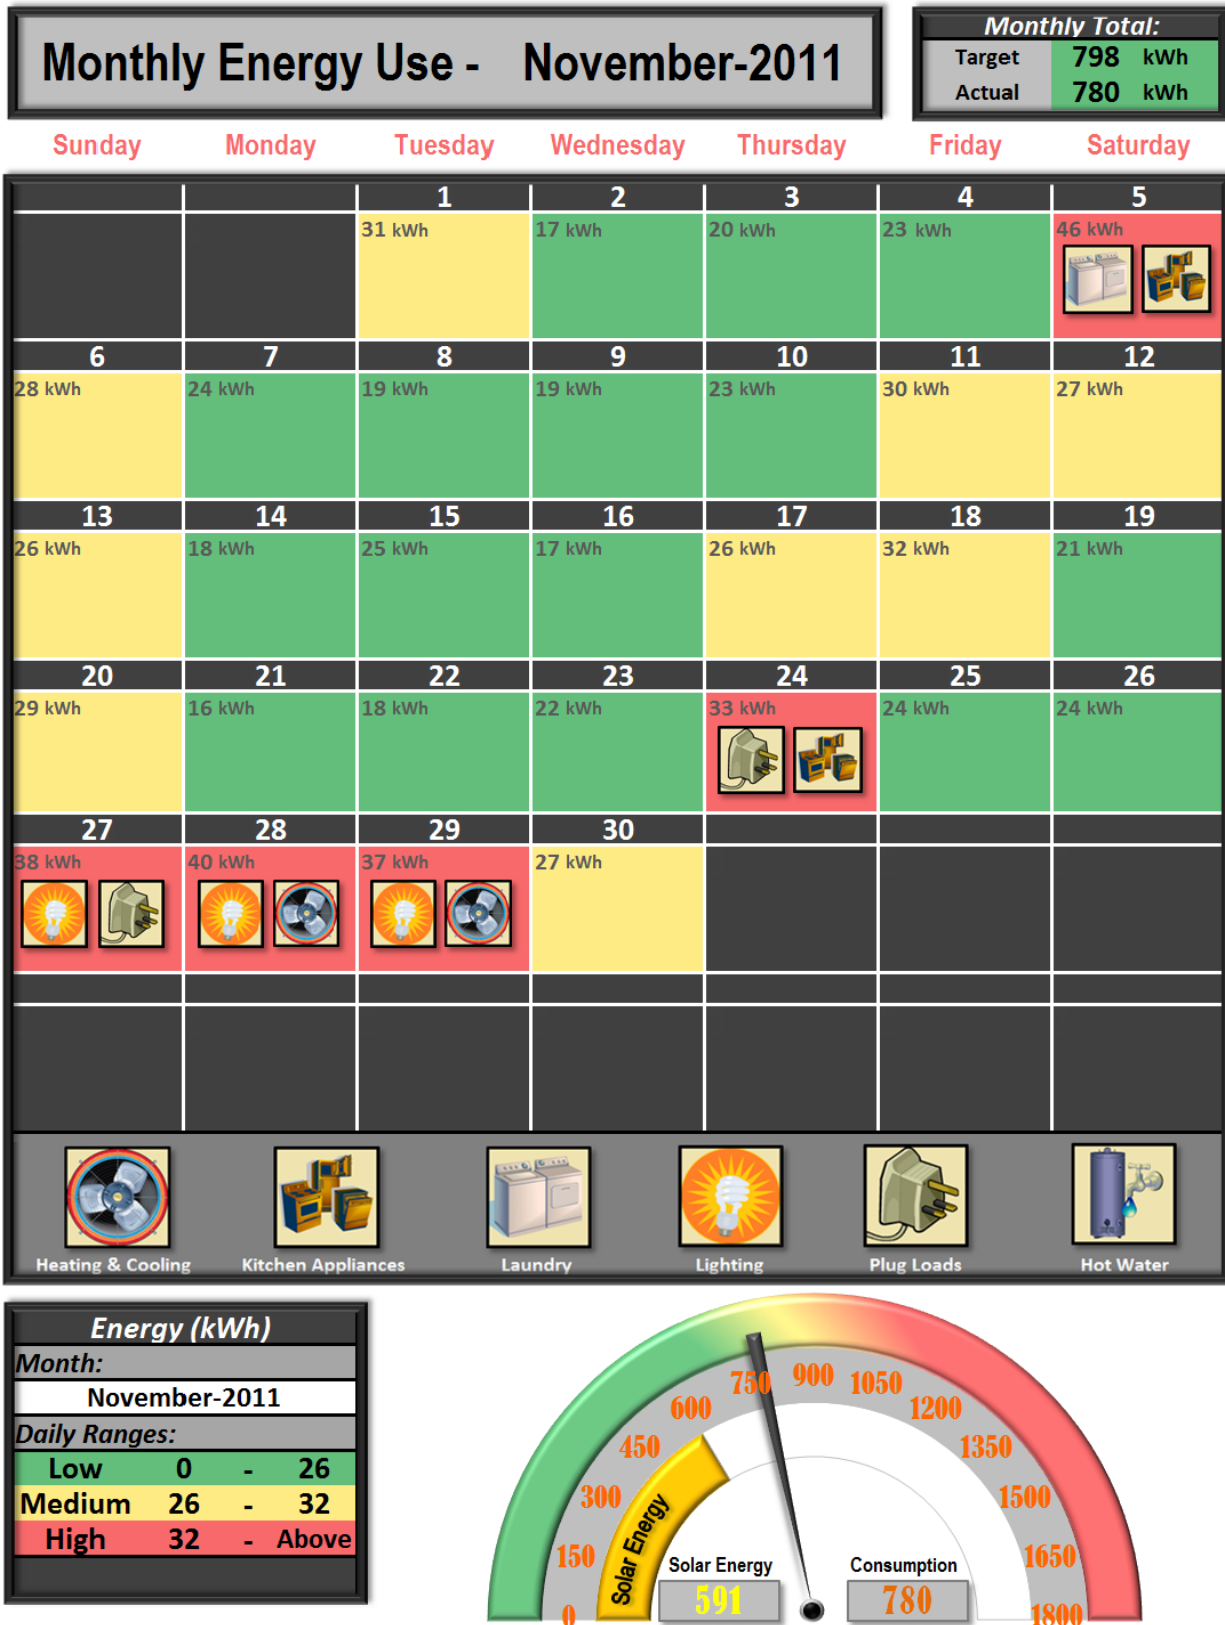 Monthly Energy Use - November-2011
Monthly Total:
Target 798 kWh
Actual 780 kWh
Sunday Monday Tuesday Wednesday Thursday Friday Saturday
1 2 3 4 5
31 kWh 17 kWh 20 kWh 23 kWh 46 kWh
6 7 8 9 10 11 12
28 kWh 24 kWh 19 kWh 19 kWh 23 kWh 30 kWh 27 kWh
13 14 15 16 17 18 19
26 kWh 18 kWh 25 kWh 17 kWh 26 kWh 32 kWh 21 kWh
20 21 22 23 24 25 26
29 kWh 16 kWh 18 kWh 22 kWh 33 kWh 24 kWh 24 kWh
27 28 29 30
38 kWh 40 kWh 37 kWh 27 kWh
Heating & Cooling Kitchen Appliances Laundry Lighting Plug Loads Hot Water
Energy (kWh)
Month:
November-2011
Daily Ranges:
Low 0 - 26
Medium 26 - 32
High 32 - Above
0 150 300 450 600 750 900 1050 1200 1350 1500 1650 1800
Solar Energy
Solar Energy Consumption
591 780